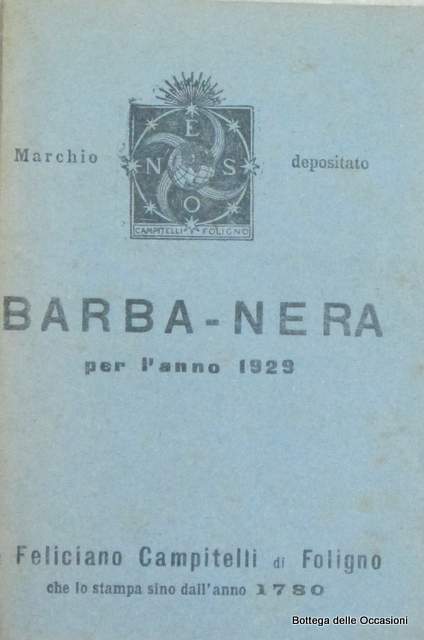 E
Marchio N S depositato
O
CAMPITELLI FOLIGNO
BARBA-NERA
per l'anno 1929
Feliciano Campitelli di Foligno
che lo stampa sino dall'anno 1780
Bottega delle Occasioni